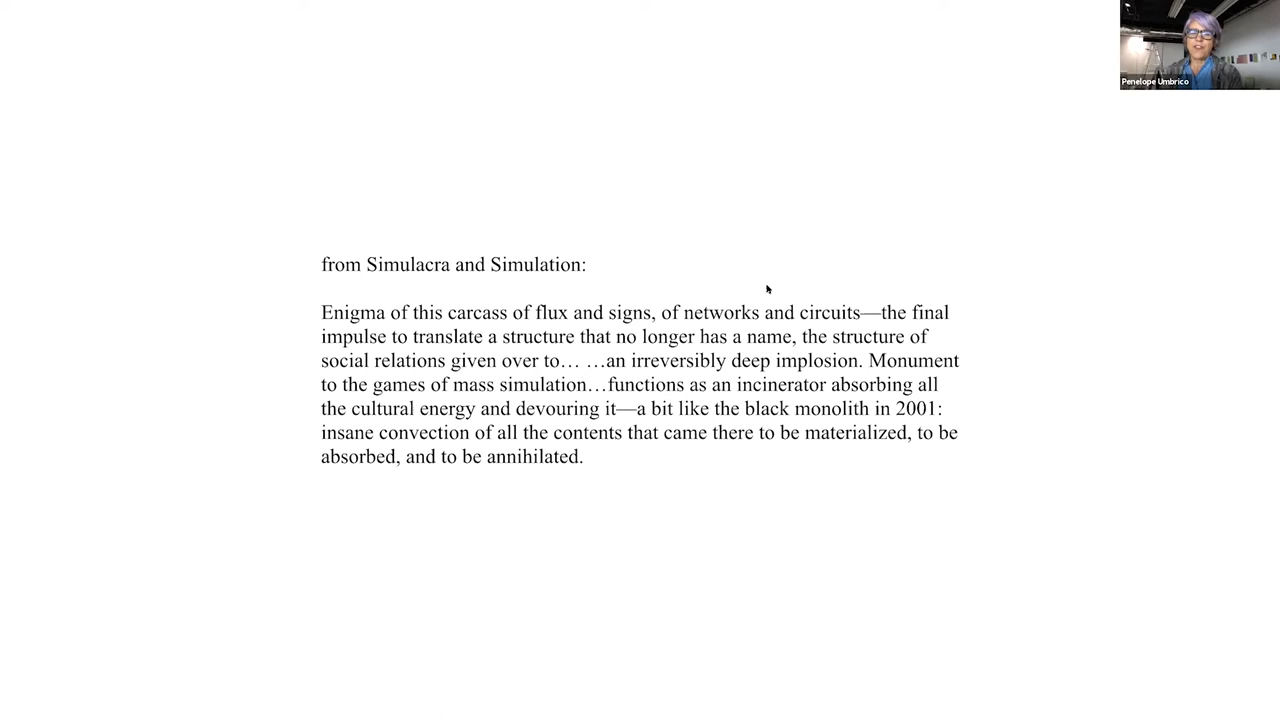 Penelope Umbrico
from Simulacra and Simulation:
Enigma of this carcass of flux and signs, of networks and circuits—the final
impulse to translate a structure that no longer has a name, the structure of
social relations given over to… …an irreversibly deep implosion. Monument
to the games of mass simulation…functions as an incinerator absorbing all
the cultural energy and devouring it—a bit like the black monolith in 2001:
insane convection of all the contents that came there to be materialized, to be
absorbed, and to be annihilated.